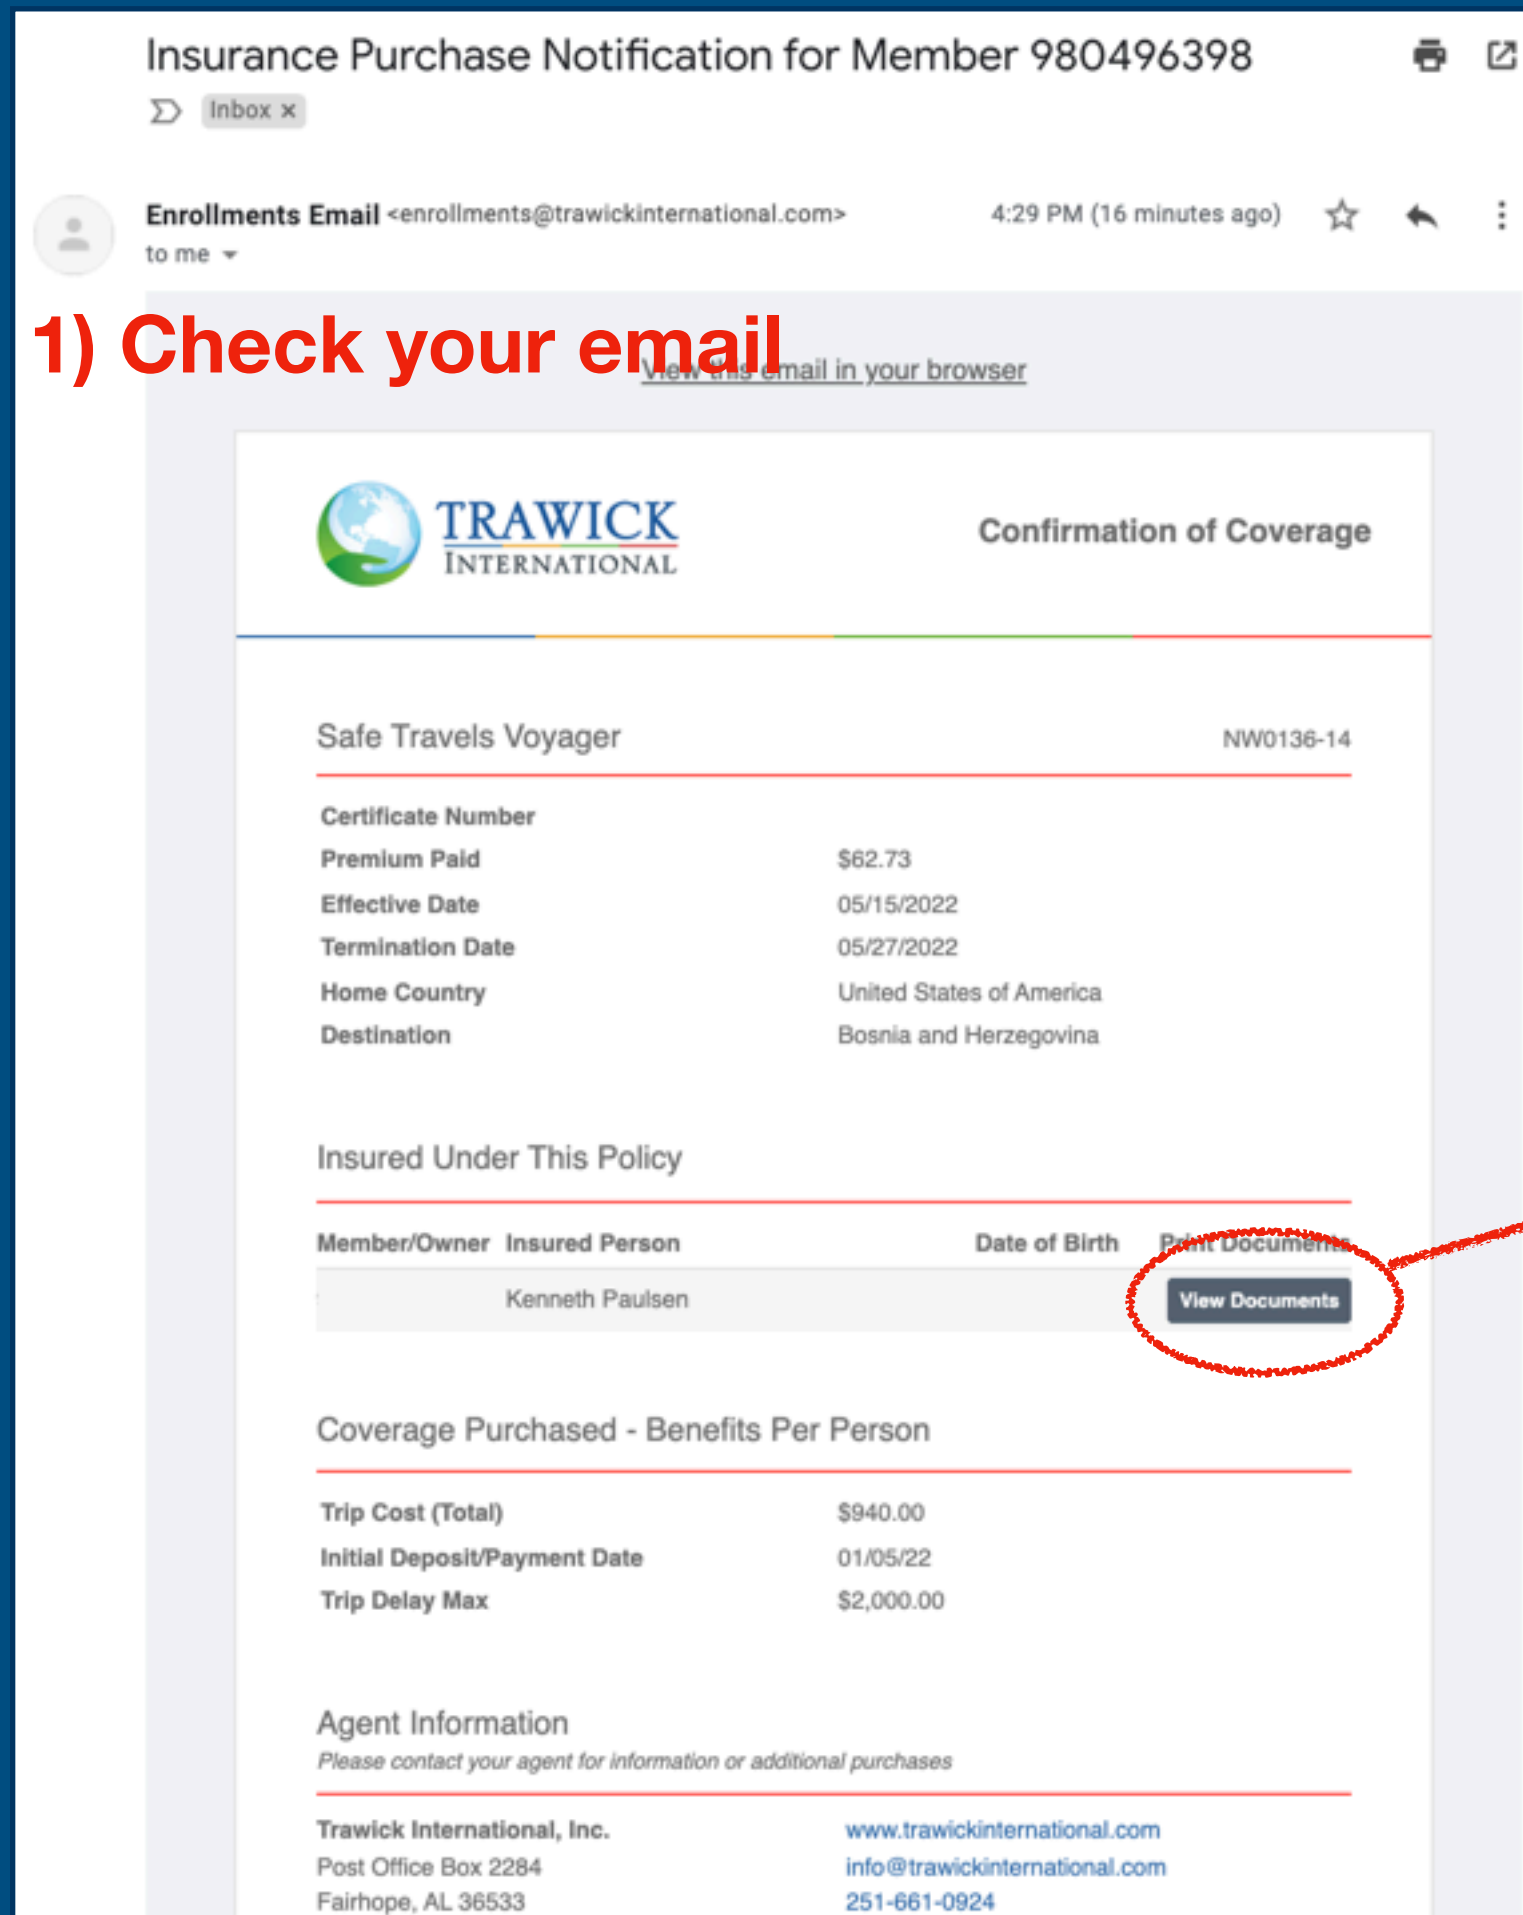 Insurance Purchase Notification for Member 980496398
Inbox x
Enrollments Email <enrollments@trawickinternational.com> 4:29 PM (16 minutes ago)
to me
1) Check your email
View this email in your browser
TRAWICK
INTERNATIONAL
Confirmation of Coverage
Safe Travels Voyager NW0136-14
Certificate Number
Premium Paid $62.73
Effective Date 05/15/2022
Termination Date 05/27/2022
Home Country United States of America
Destination Bosnia and Herzegovina
Insured Under This Policy
Member/Owner Insured Person Date of Birth Print Documents
Kenneth Paulsen View Documents
Coverage Purchased - Benefits Per Person
Trip Cost (Total) $940.00
Initial Deposit/Payment Date 01/05/22
Trip Delay Max $2,000.00
Agent Information
Please contact your agent for information or additional purchases
Trawick International, Inc. www.trawickinternational.com
Post Office Box 2284 info@trawickinternational.com
Fairhope, AL 36533 251-661-0924